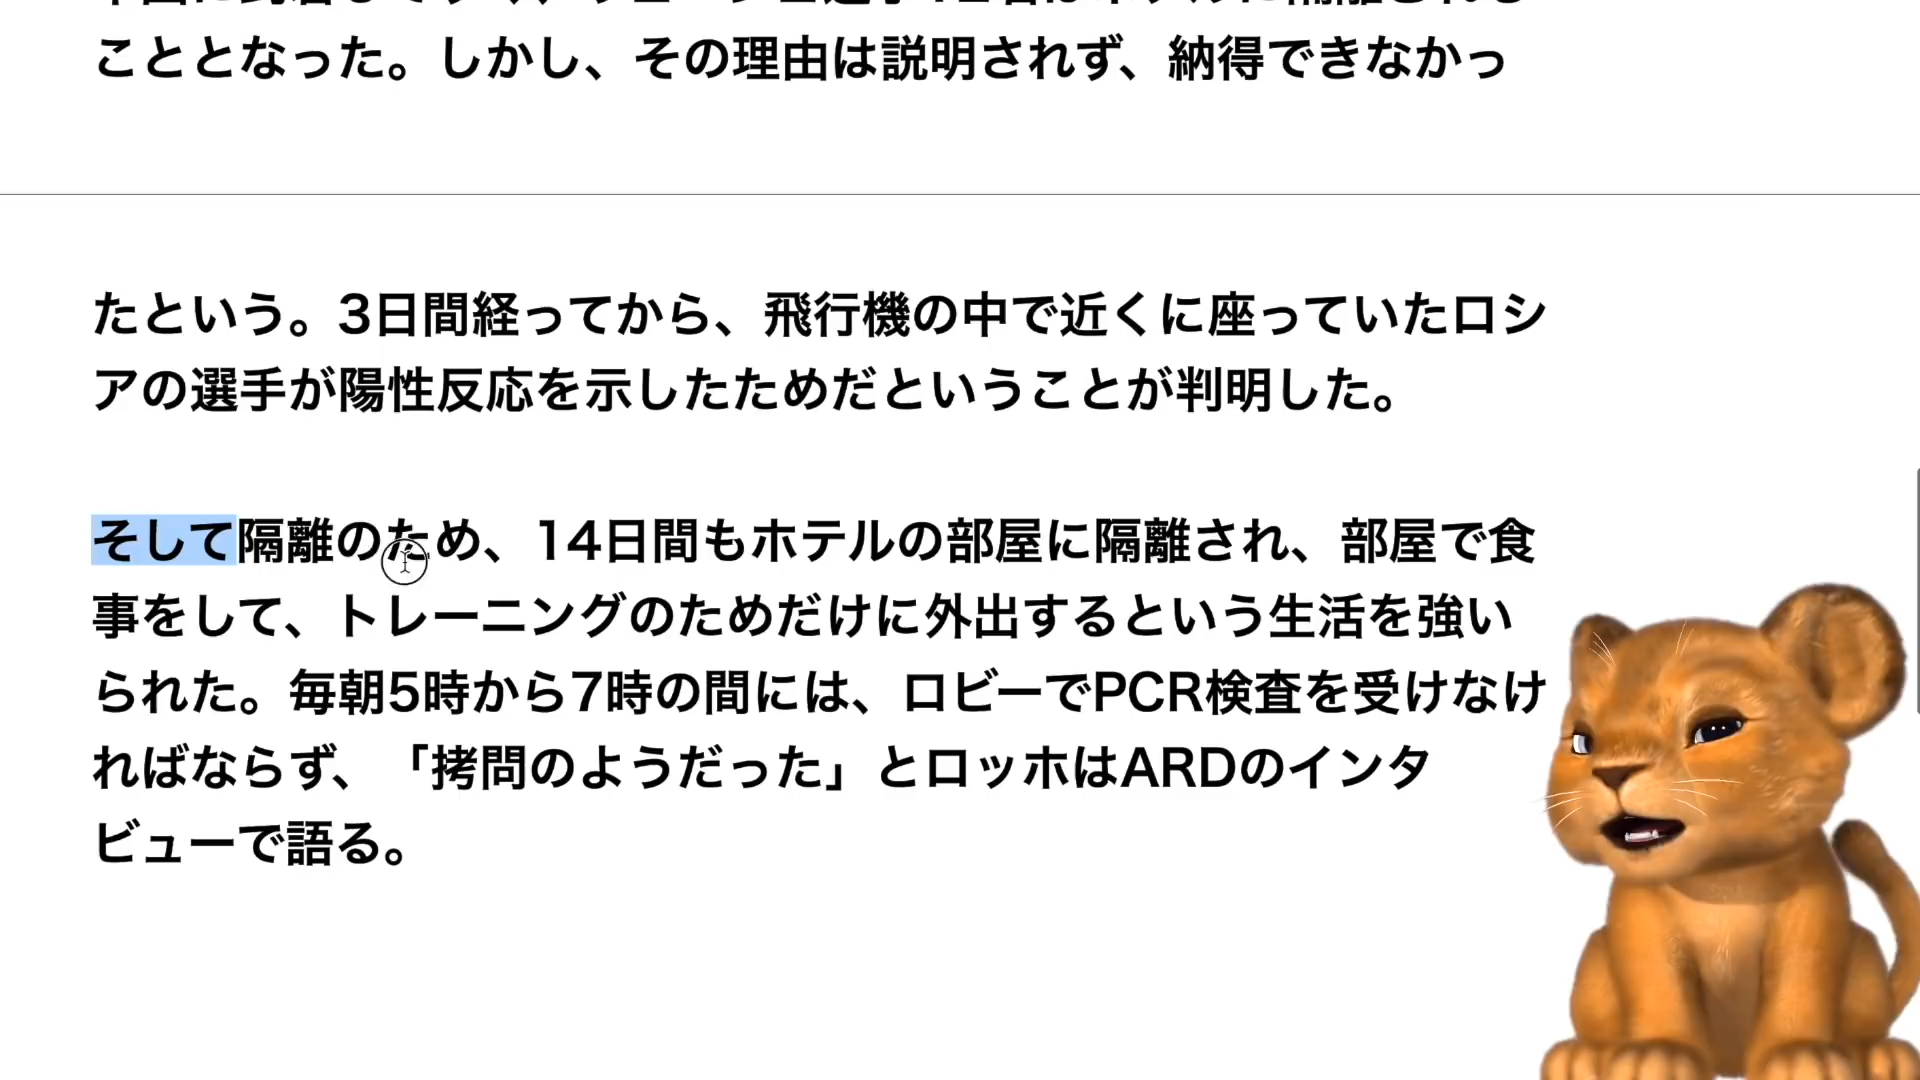 こととなった。しかし、その理由は説明されず、納得できなかっ
たという。3日間経ってから、飛行機の中で近くに座っていたロシ
アの選手が陽性反応を示したためだということが判明した。
そして隔離のため、14日間もホテルの部屋に隔離され、部屋で食
事をして、トレーニングのためだけに外出するという生活を強い
られた。毎朝5時から7時の間には、ロビーでPCR検査を受けなけ
ればならず、「拷問のようだった」とロッホはARDのインタ
ビューで語る。